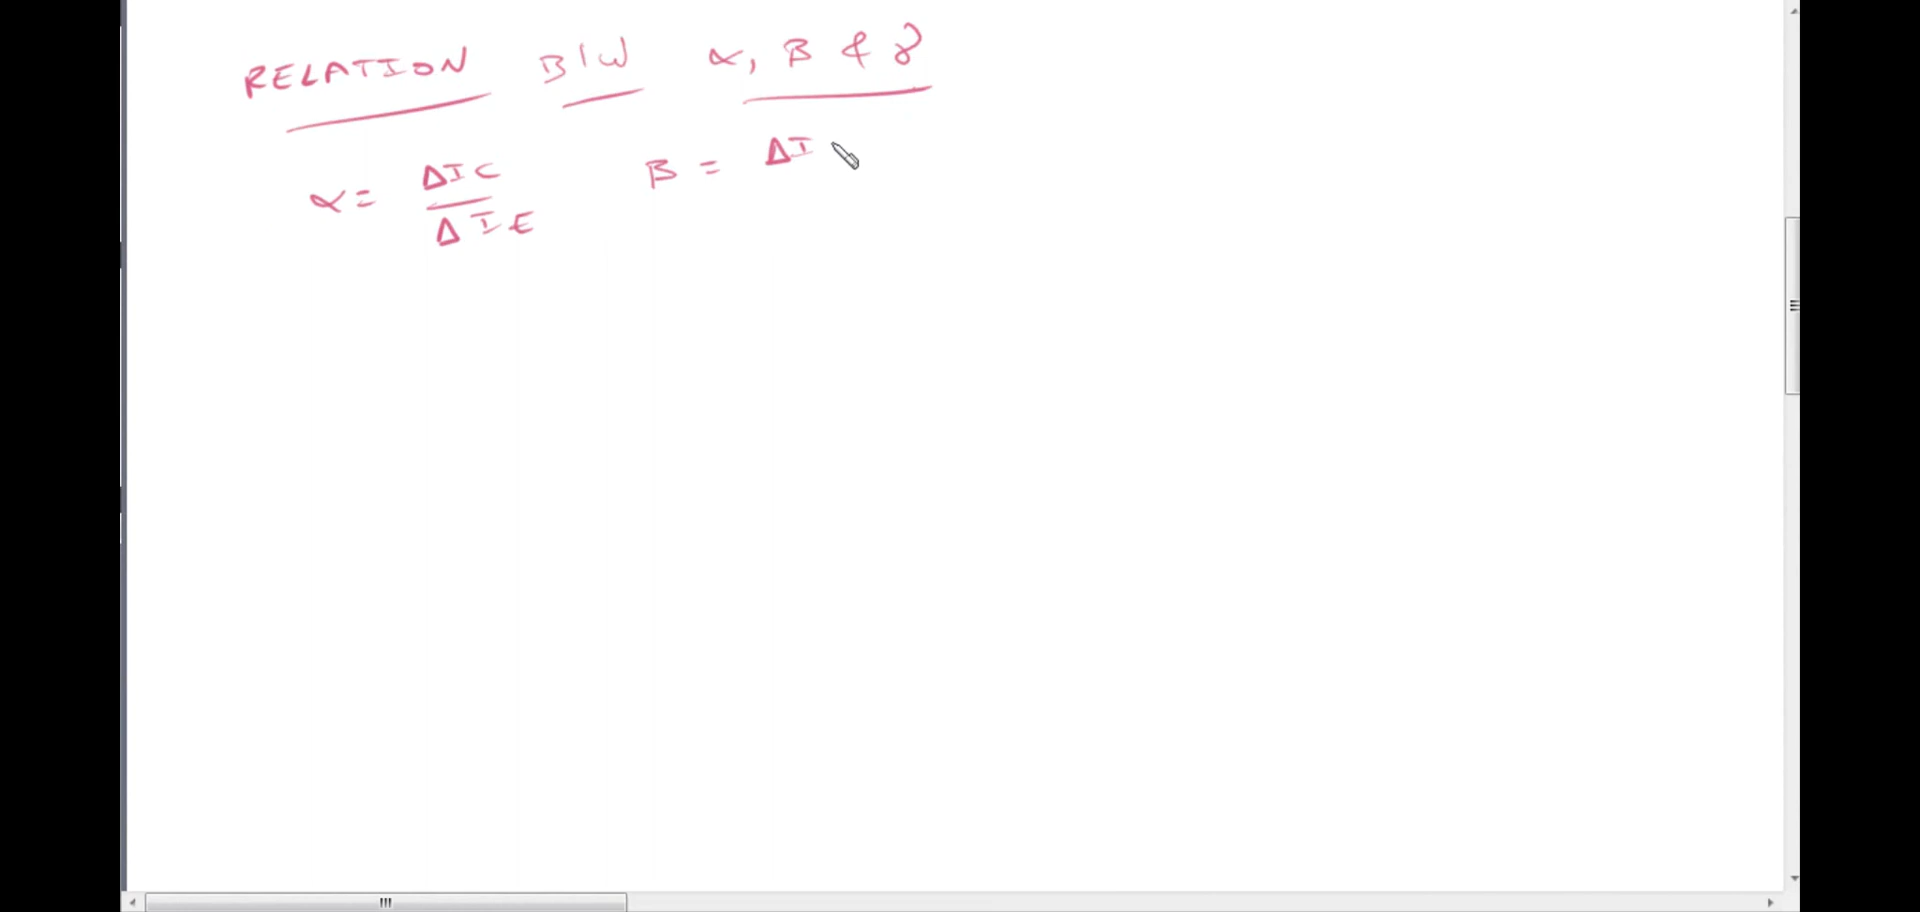 RELATION B/W α, β & γ
α = ΔIC / ΔIE β = ΔI